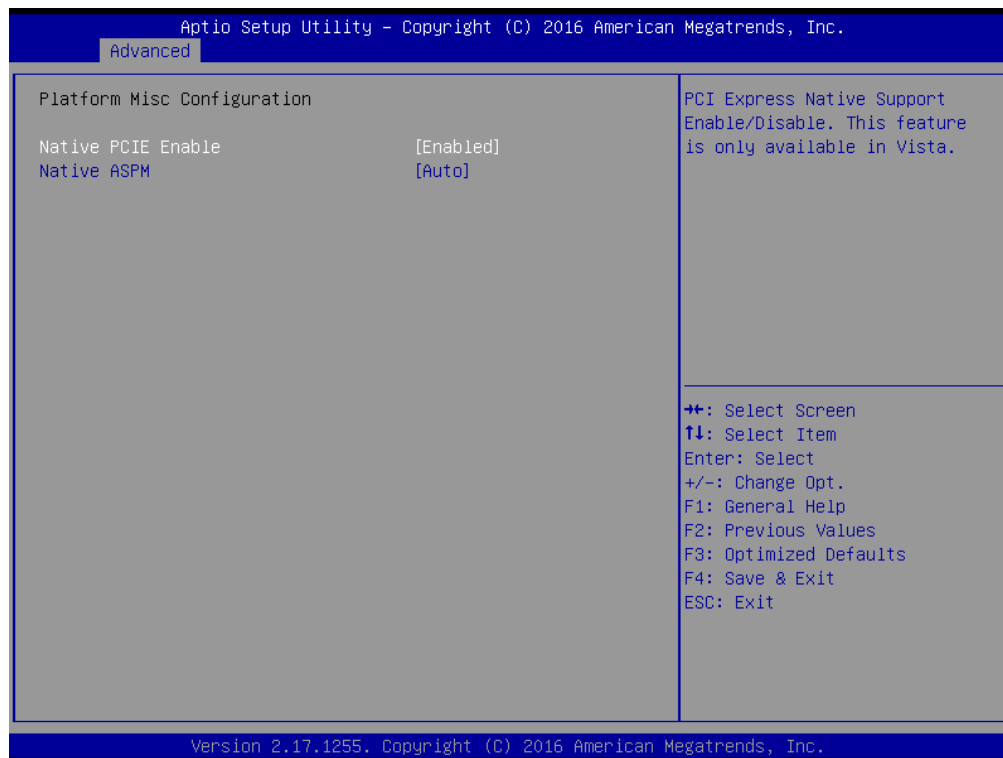 Aptio Setup Utility – Copyright (C) 2016 American Megatrends, Inc.
Advanced
Platform Misc Configuration
Native PCIE Enable [Enabled]
Native ASPM [Auto]
PCI Express Native Support
Enable/Disable. This feature
is only available in Vista.
→←: Select Screen
↑↓: Select Item
Enter: Select
+/-: Change Opt.
F1: General Help
F2: Previous Values
F3: Optimized Defaults
F4: Save & Exit
ESC: Exit
Version 2.17.1255. Copyright (C) 2016 American Megatrends, Inc.